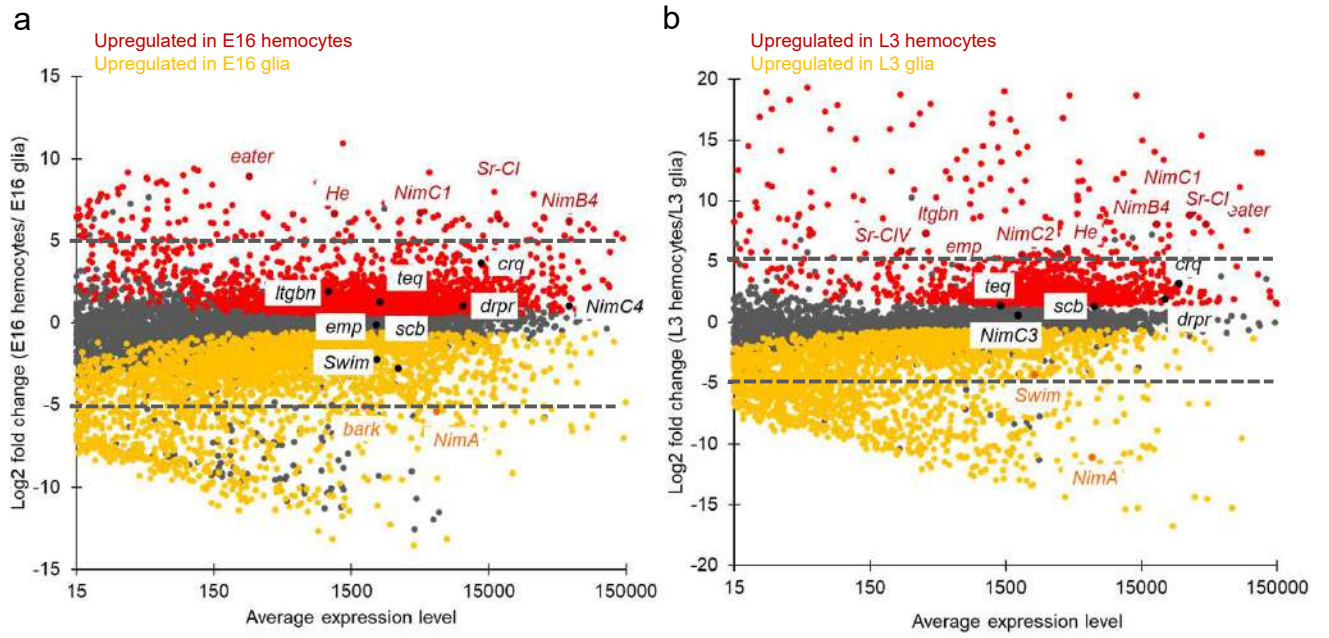 a
Upregulated in E16 hemocytes
Upregulated in E16 glia
Log2 fold change (E16 hemocytes/ E16 glia)
15
10
5
0
-5
-10
-15
eater
He
NimC1
Sr-CI
NimB4
crq
teq
Itgbn
drpr
NimC4
emp
scb
Swim
bark
NimA
15
150
1500
15000
150000
Average expression level
b
Upregulated in L3 hemocytes
Upregulated in L3 glia
Log2 fold change (L3 hemocytes/L3 glia)
20
15
10
5
0
-5
-10
-15
-20
NimC1
Sr-CI
Itgbn
NimB4
eater
Sr-CIV
emp
NimC2
He
crq
teq
scb
drpr
NimC3
Swim
NimA
15
150
1500
15000
150000
Average expression level